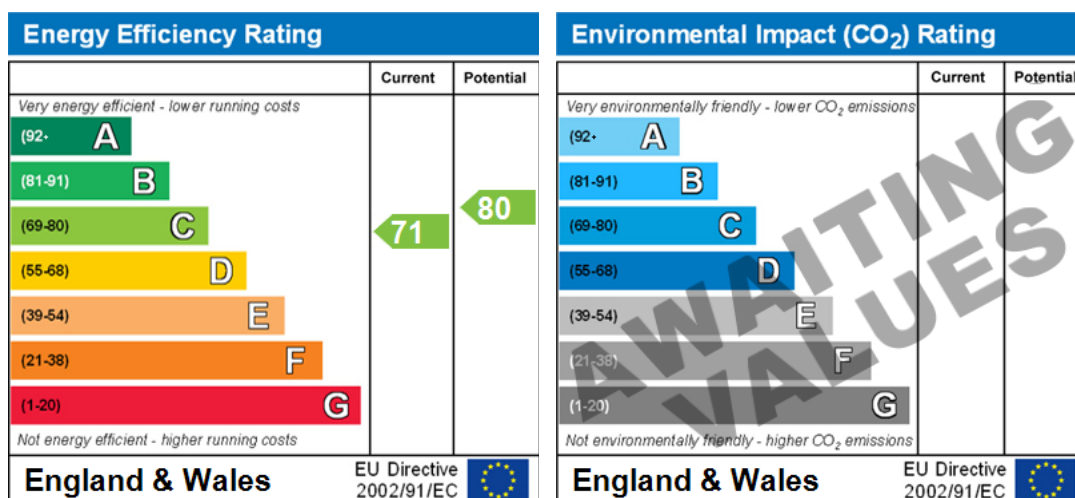 Energy Efficiency Rating
Current Potential
Very energy efficient - lower running costs
(92+ A
(81-91) B
(69-80) C
(55-68) D
(39-54) E
(21-38) F
(1-20) G
71
80
Not energy efficient - higher running costs
England & Wales
EU Directive
2002/91/EC
Environmental Impact (CO₂) Rating
Current Potential
Very environmentally friendly - lower CO₂ emissions
(92+ A
(81-91) B
(69-80) C
(55-68) D
(39-54) E
(21-38) F
(1-20) G
AWAITING
VALUES
Not environmentally friendly - higher CO₂ emissions
England & Wales
EU Directive
2002/91/EC